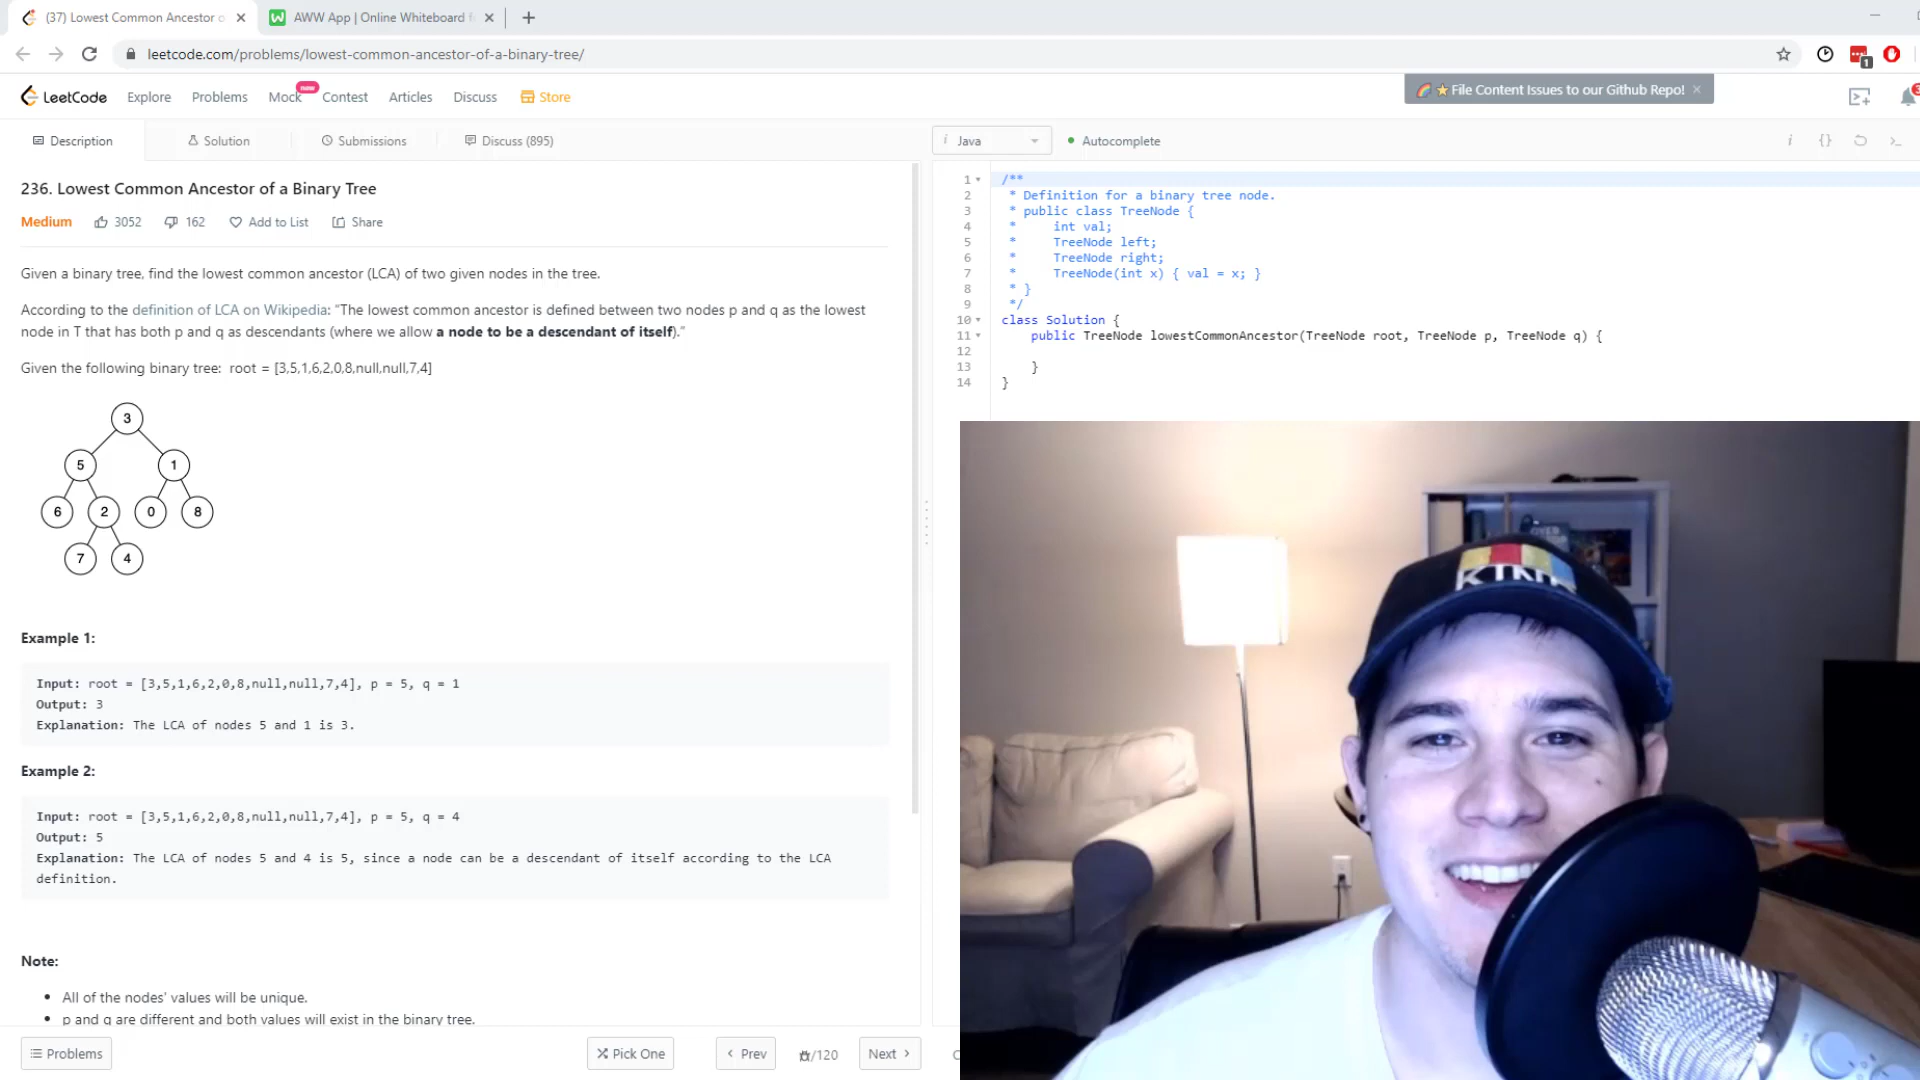 (37) Lowest Common Ancestor o
AWW App | Online Whiteboard f
leetcode.com/problems/lowest-common-ancestor-of-a-binary-tree/
1
LeetCode
Explore
Problems
Mock
new
Contest
Articles
Discuss
Store
File Content Issues to our Github Repo!
3
Description
Solution
Submissions
Discuss (895)
i Java
Autocomplete
i {} >_
236. Lowest Common Ancestor of a Binary Tree
Medium
3052
162
Add to List
Share
Given a binary tree, find the lowest common ancestor (LCA) of two given nodes in the tree.
According to the definition of LCA on Wikipedia: “The lowest common ancestor is defined between two nodes p and q as the lowest
node in T that has both p and q as descendants (where we allow a node to be a descendant of itself).”
Given the following binary tree:  root = [3,5,1,6,2,0,8,null,null,7,4]
3
5 1
6 2 0 8
7 4
Example 1:
Input: root = [3,5,1,6,2,0,8,null,null,7,4], p = 5, q = 1
Output: 3
Explanation: The LCA of nodes 5 and 1 is 3.
Example 2:
Input: root = [3,5,1,6,2,0,8,null,null,7,4], p = 5, q = 4
Output: 5
Explanation: The LCA of nodes 5 and 4 is 5, since a node can be a descendant of itself according to the LCA
definition.
Note:
• All of the nodes' values will be unique.
• p and q are different and both values will exist in the binary tree.
Problems
Pick One
Prev
/120
Next
1 /**
2  * Definition for a binary tree node.
3  * public class TreeNode {
4  *     int val;
5  *     TreeNode left;
6  *     TreeNode right;
7  *     TreeNode(int x) { val = x; }
8  * }
9  */
10 class Solution {
11     public TreeNode lowestCommonAncestor(TreeNode root, TreeNode p, TreeNode q) {
12
13     }
14 }